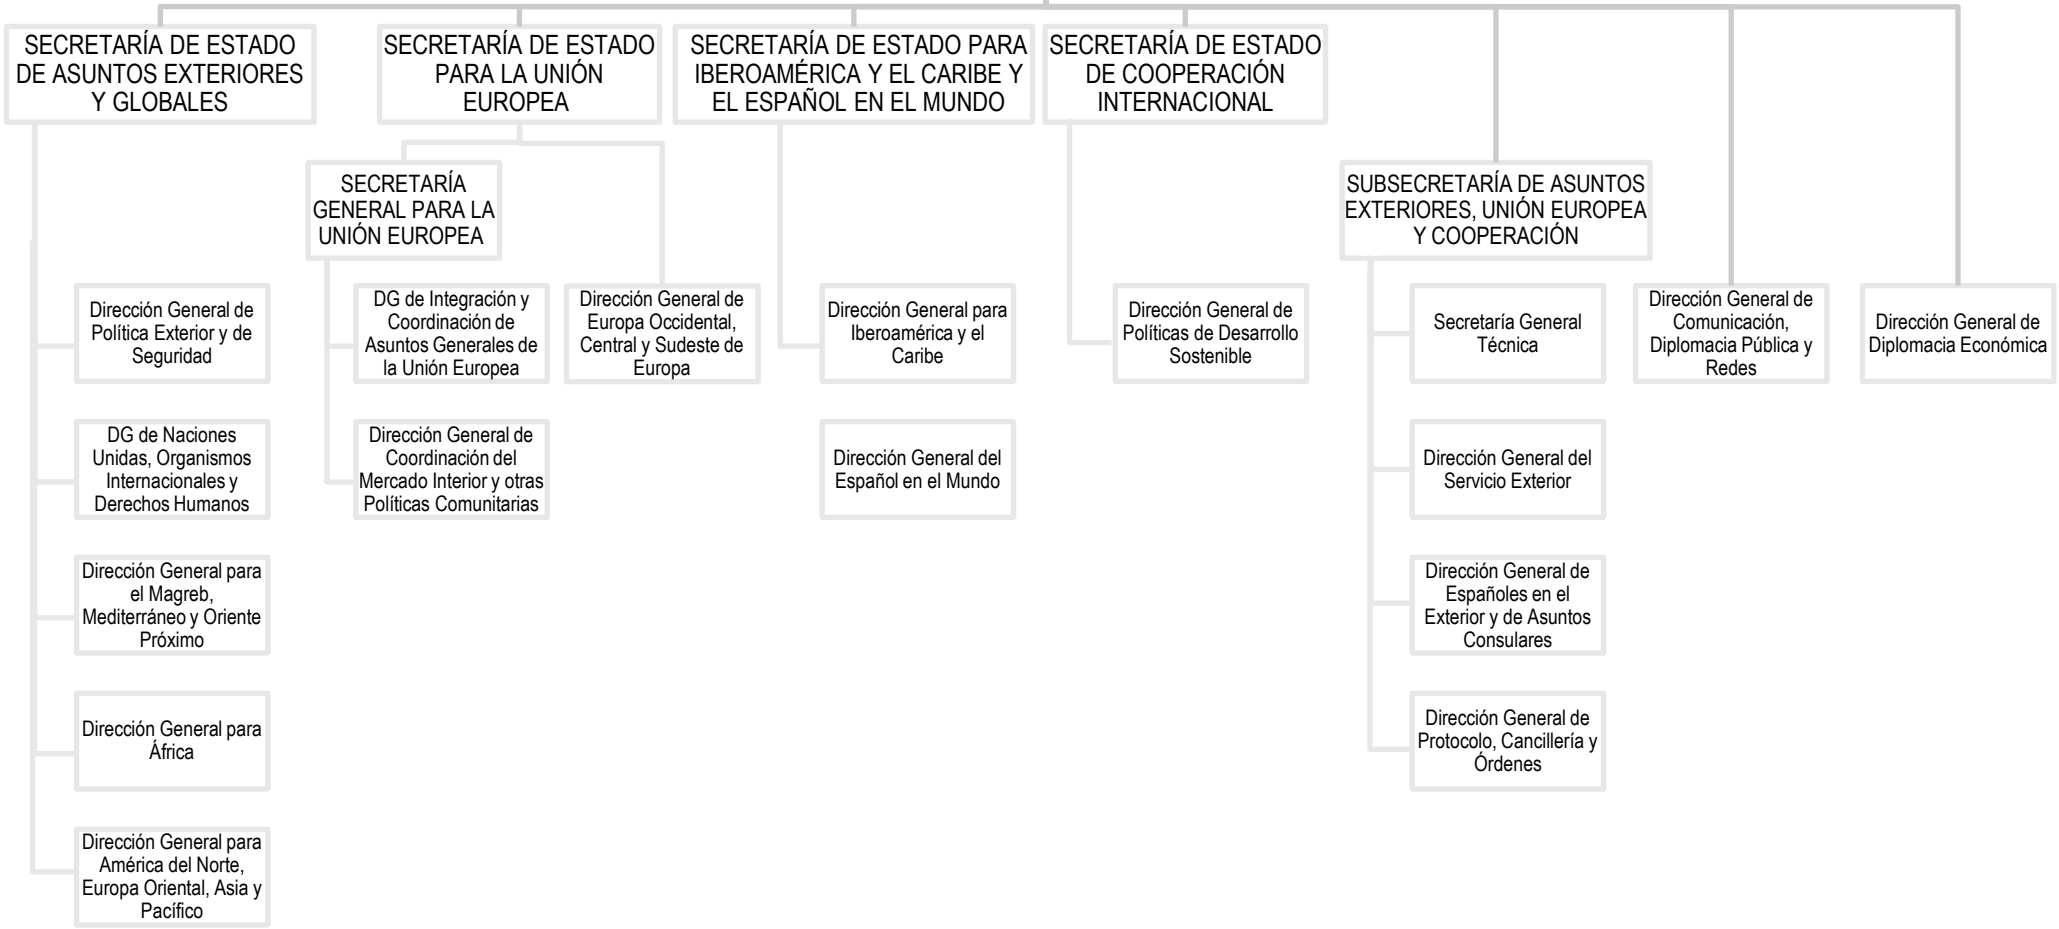 SECRETARÍA DE ESTADO
DE ASUNTOS EXTERIORES
Y GLOBALES
SECRETARÍA DE ESTADO
PARA LA UNIÓN
EUROPEA
SECRETARÍA DE ESTADO PARA
IBEROAMÉRICA Y EL CARIBE Y
EL ESPAÑOL EN EL MUNDO
SECRETARÍA DE ESTADO
DE COOPERACIÓN
INTERNACIONAL
SECRETARÍA
GENERAL PARA LA
UNIÓN EUROPEA
SUBSECRETARÍA DE ASUNTOS
EXTERIORES, UNIÓN EUROPEA
Y COOPERACIÓN
Dirección General de
Política Exterior y de
Seguridad
DG de Integración y
Coordinación de
Asuntos Generales de
la Unión Europea
Dirección General de
Europa Occidental,
Central y Sudeste de
Europa
Dirección General para
Iberoamérica y el
Caribe
Dirección General de
Políticas de Desarrollo
Sostenible
Secretaría General
Técnica
Dirección General de
Comunicación,
Diplomacia Pública y
Redes
Dirección General de
Diplomacia Económica
DG de Naciones
Unidas, Organismos
Internacionales y
Derechos Humanos
Dirección General de
Coordinación del
Mercado Interior y otras
Políticas Comunitarias
Dirección General del
Español en el Mundo
Dirección General del
Servicio Exterior
Dirección General para
el Magreb,
Mediterráneo y Oriente
Próximo
Dirección General de
Españoles en el
Exterior y de Asuntos
Consulares
Dirección General para
África
Dirección General de
Protocolo, Cancillería y
Órdenes
Dirección General para
América del Norte,
Europa Oriental, Asia y
Pacífico